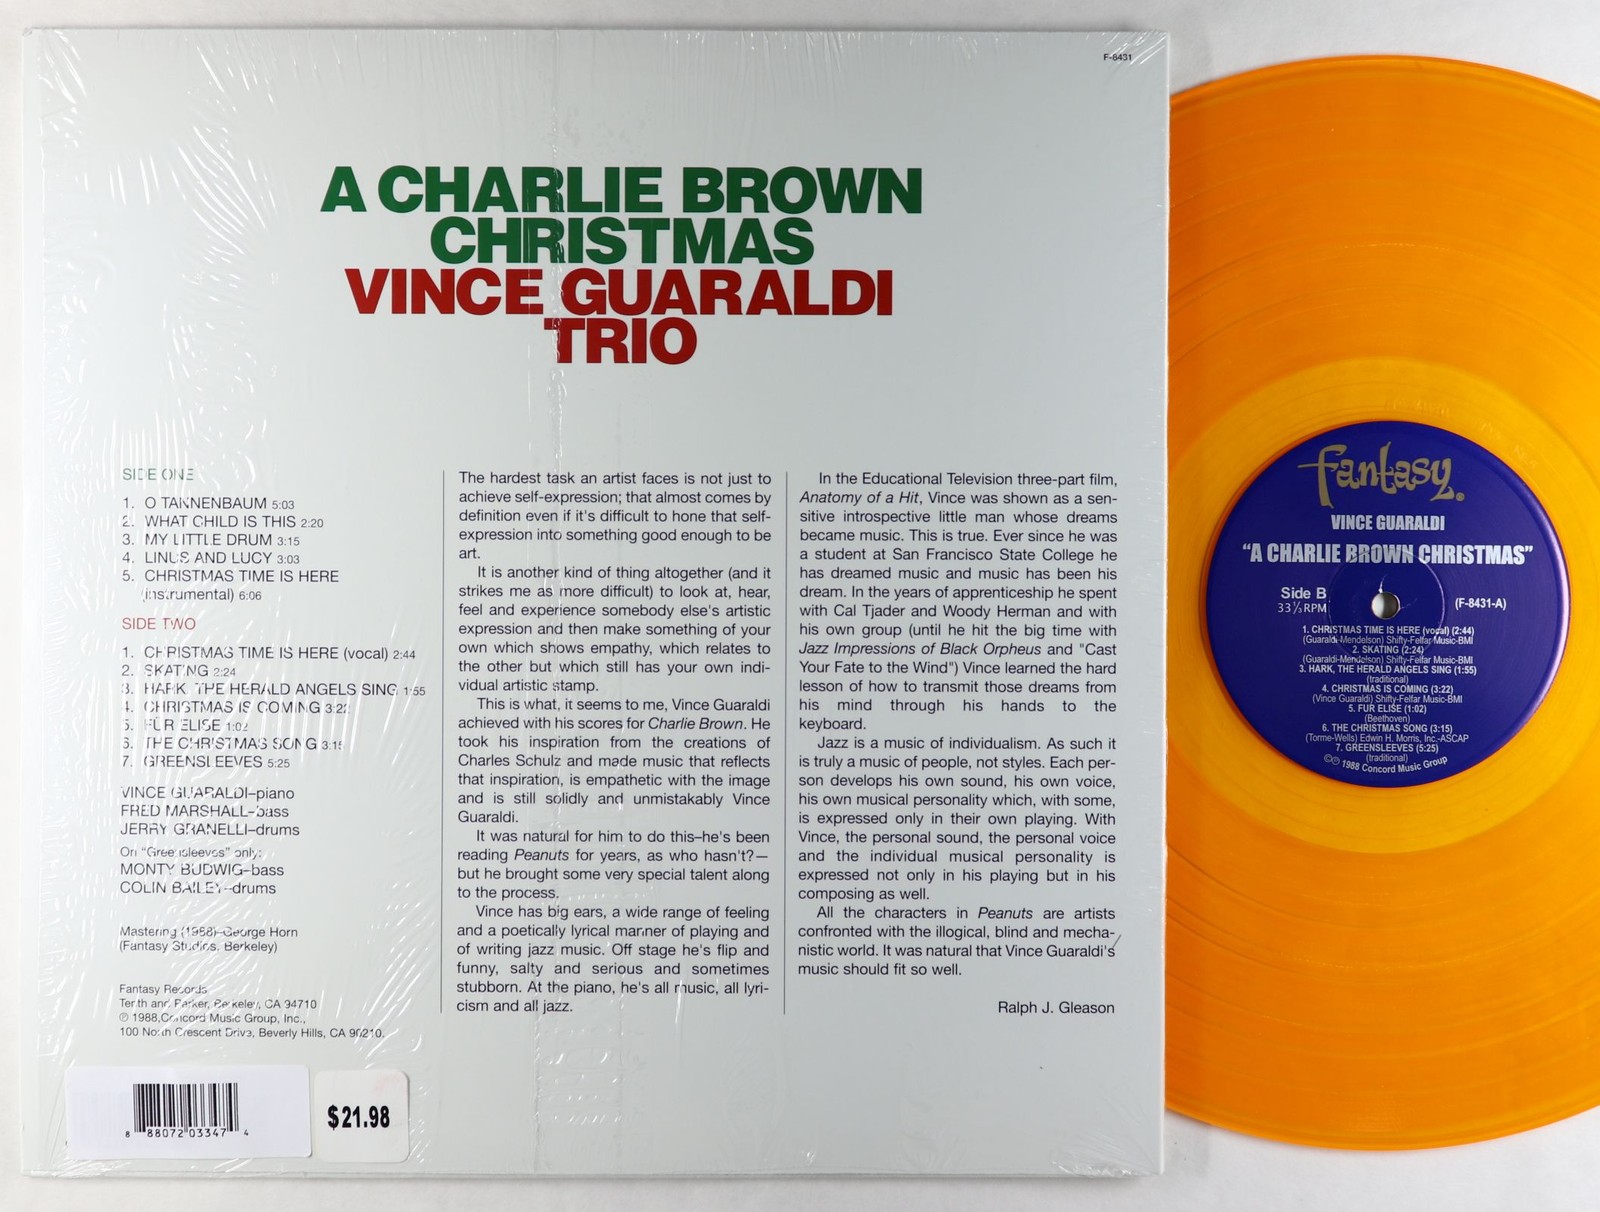 F-8431
A CHARLIE BROWN
CHRISTMAS
VINCE GUARALDI
TRIO
SIDE ONE
1. O TANNENBAUM 5:03
2. WHAT CHILD IS THIS 2:20
3. MY LITTLE DRUM 3:15
4. LINUS AND LUCY 3:03
5. CHRISTMAS TIME IS HERE
(instrumental) 6:06
SIDE TWO
1. CHRISTMAS TIME IS HERE (vocal) 2:44
2. SKATING 2:24
3. HARK, THE HERALD ANGELS SING 1:55
4. CHRISTMAS IS COMING 3:22
5. FÜR ELISE 1:02
6. THE CHRISTMAS SONG 3:15
7. GREENSLEEVES 5:25
VINCE GUARALDI–piano
FRED MARSHALL–bass
JERRY GRANELLI–drums
On "Greensleeves" only:
MONTY BUDWIG–bass
COLIN BAILEY–drums
Mastering (1988)–George Horn
(Fantasy Studios, Berkeley)
Fantasy Records
Tenth and Parker, Berkeley, CA 94710
℗ 1988, Concord Music Group, Inc.,
100 North Crescent Drive, Beverly Hills, CA 90210.
8 88072 03347 4
$21.98
The hardest task an artist faces is not just to
achieve self-expression; that almost comes by
definition even if it's difficult to hone that self-
expression into something good enough to be
art.
It is another kind of thing altogether (and it
strikes me as more difficult) to look at, hear,
feel and experience somebody else's artistic
expression and then make something of your
own which shows empathy, which relates to
the other but which still has your own indi-
vidual artistic stamp.
This is what, it seems to me, Vince Guaraldi
achieved with his scores for Charlie Brown. He
took his inspiration from the creations of
Charles Schulz and made music that reflects
that inspiration, is empathetic with the image
and is still solidly and unmistakably Vince
Guaraldi.
It was natural for him to do this–he's been
reading Peanuts for years, as who hasn't?—
but he brought some very special talent along
to the process.
Vince has big ears, a wide range of feeling
and a poetically lyrical manner of playing and
of writing jazz music. Off stage he's flip and
funny, salty and serious and sometimes
stubborn. At the piano, he's all music, all lyri-
cism and all jazz.
In the Educational Television three-part film,
Anatomy of a Hit, Vince was shown as a sen-
sitive introspective little man whose dreams
became music. This is true. Ever since he was
a student at San Francisco State College he
has dreamed music and music has been his
dream. In the years of apprenticeship he spent
with Cal Tjader and Woody Herman and with
his own group (until he hit the big time with
Jazz Impressions of Black Orpheus and "Cast
Your Fate to the Wind") Vince learned the hard
lesson of how to transmit those dreams from
his mind through his hands to the
keyboard.
Jazz is a music of individualism. As such it
is truly a music of people, not styles. Each per-
son develops his own sound, his own voice,
his own musical personality which, with some,
is expressed only in their own playing. With
Vince, the personal sound, the personal voice
and the individual musical personality is
expressed not only in his playing but in his
composing as well.
All the characters in Peanuts are artists
confronted with the illogical, blind and mecha-
nistic world. It was natural that Vince Guaraldi's
music should fit so well.
Ralph J. Gleason
fantasy®
VINCE GUARALDI
"A CHARLIE BROWN CHRISTMAS"
Side B
33⅓ RPM
(F-8431-A)
1. CHRISTMAS TIME IS HERE (vocal) (2:44)
(Guaraldi-Mendelson) Shifty-Felfar Music-BMI
2. SKATING (2:24)
(Guaraldi-Mendelson) Shifty-Felfar Music-BMI
3. HARK, THE HERALD ANGELS SING (1:55)
(traditional)
4. CHRISTMAS IS COMING (3:22)
(Vince Guaraldi) Shifty-Felfar Music-BMI
5. FUR ELISE (1:02)
(Beethoven)
6. THE CHRISTMAS SONG (3:15)
(Torme-Wells) Edwin H. Morris, Inc.-ASCAP
7. GREENSLEEVES (5:25)
(traditional)
©℗ 1988 Concord Music Group